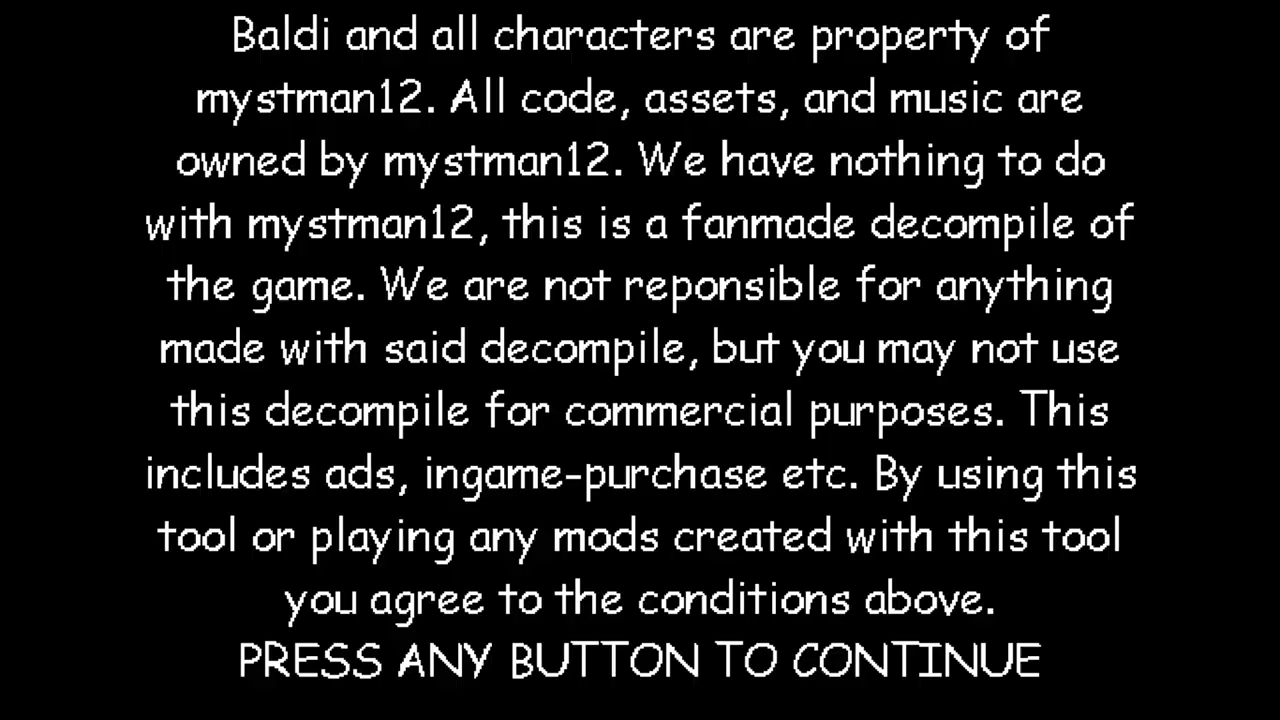 Baldi and all characters are property of
mystman12. All code, assets, and music are
owned by mystman12. We have nothing to do
with mystman12, this is a fanmade decompile of
the game. We are not reponsible for anything
made with said decompile, but you may not use
this decompile for commercial purposes. This
includes ads, ingame-purchase etc. By using this
tool or playing any mods created with this tool
you agree to the conditions above.
PRESS ANY BUTTON TO CONTINUE